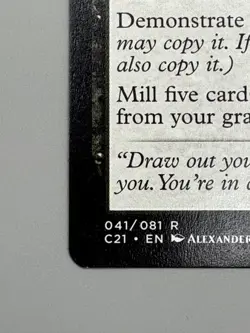 Demonstrate
may copy it. If
also copy it.)
Mill five card
from your gra
“Draw out you
you. You're in
041/081 R
C21 • EN ALEXANDER